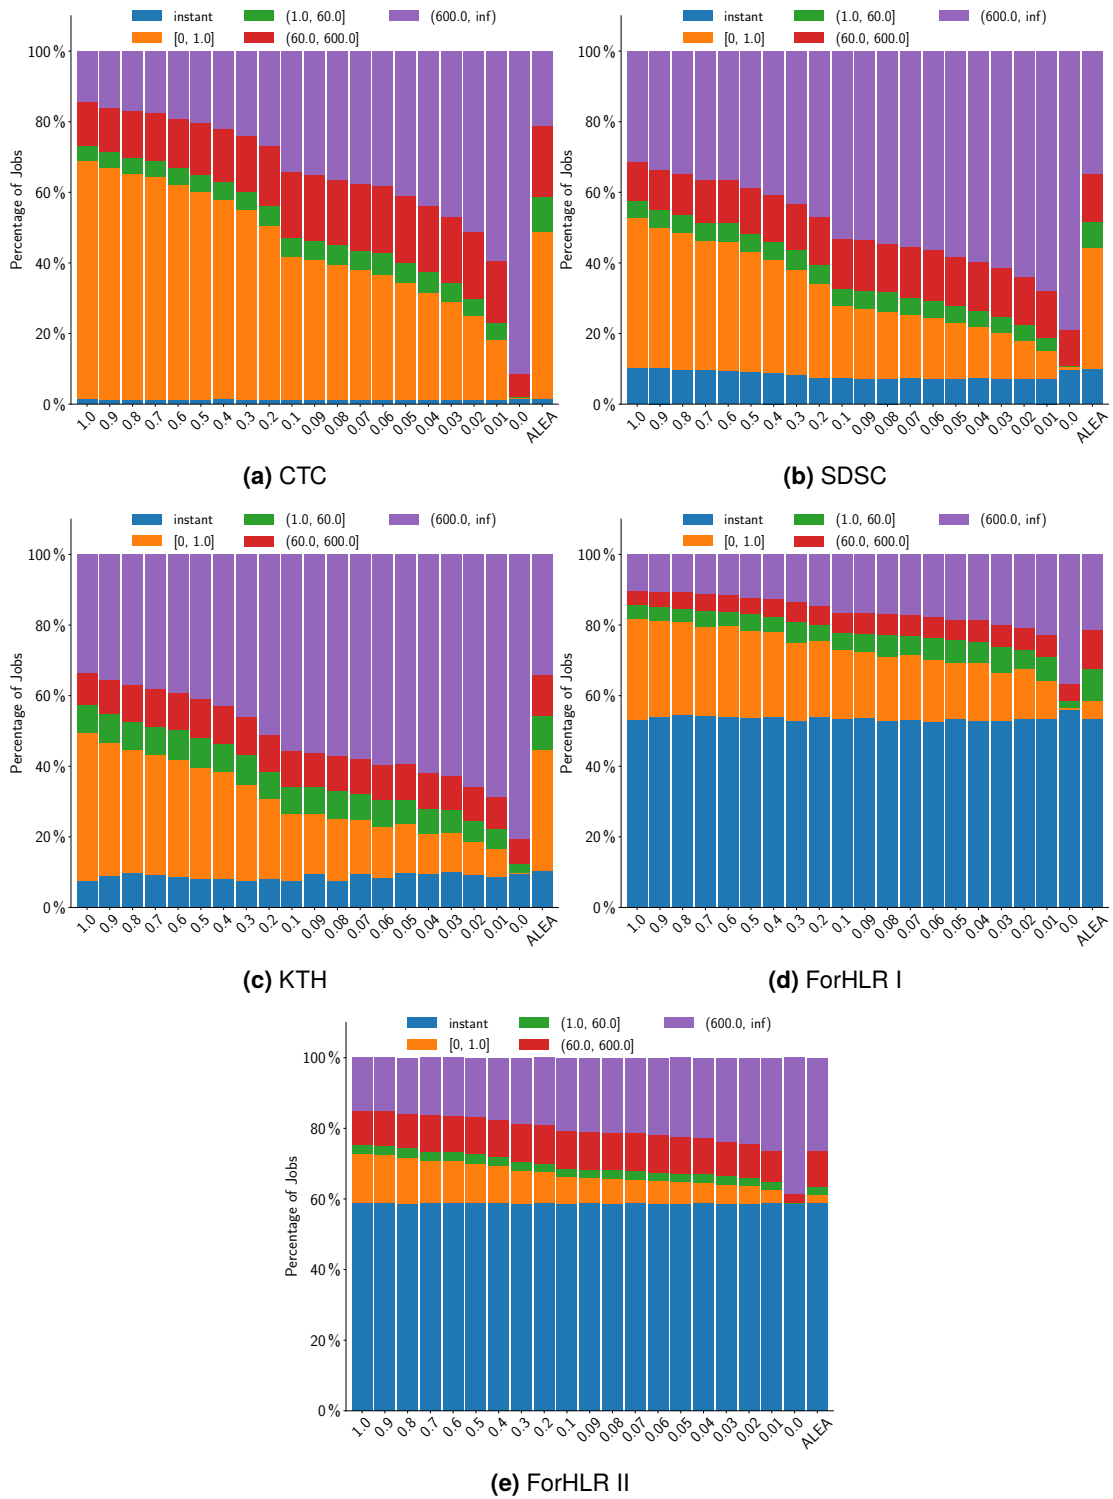 instant (1.0, 60.0] (600.0, inf)
[0, 1.0] (60.0, 600.0]
100 %
80 %
60 %
40 %
20 %
0 %
Percentage of Jobs
1.0 0.9 0.8 0.7 0.6 0.5 0.4 0.3 0.2 0.1 0.09 0.08 0.07 0.06 0.05 0.04 0.03 0.02 0.01 0.0 ALEA
(a) CTC
instant (1.0, 60.0] (600.0, inf)
[0, 1.0] (60.0, 600.0]
100 %
80 %
60 %
40 %
20 %
0 %
Percentage of Jobs
1.0 0.9 0.8 0.7 0.6 0.5 0.4 0.3 0.2 0.1 0.09 0.08 0.07 0.06 0.05 0.04 0.03 0.02 0.01 0.0 ALEA
(b) SDSC
instant (1.0, 60.0] (600.0, inf)
[0, 1.0] (60.0, 600.0]
100 %
80 %
60 %
40 %
20 %
0 %
Percentage of Jobs
1.0 0.9 0.8 0.7 0.6 0.5 0.4 0.3 0.2 0.1 0.09 0.08 0.07 0.06 0.05 0.04 0.03 0.02 0.01 0.0 ALEA
(c) KTH
instant (1.0, 60.0] (600.0, inf)
[0, 1.0] (60.0, 600.0]
100 %
80 %
60 %
40 %
20 %
0 %
Percentage of Jobs
1.0 0.9 0.8 0.7 0.6 0.5 0.4 0.3 0.2 0.1 0.09 0.08 0.07 0.06 0.05 0.04 0.03 0.02 0.01 0.0 ALEA
(d) ForHLR I
instant (1.0, 60.0] (600.0, inf)
[0, 1.0] (60.0, 600.0]
100 %
80 %
60 %
40 %
20 %
0 %
Percentage of Jobs
1.0 0.9 0.8 0.7 0.6 0.5 0.4 0.3 0.2 0.1 0.09 0.08 0.07 0.06 0.05 0.04 0.03 0.02 0.01 0.0 ALEA
(e) ForHLR II